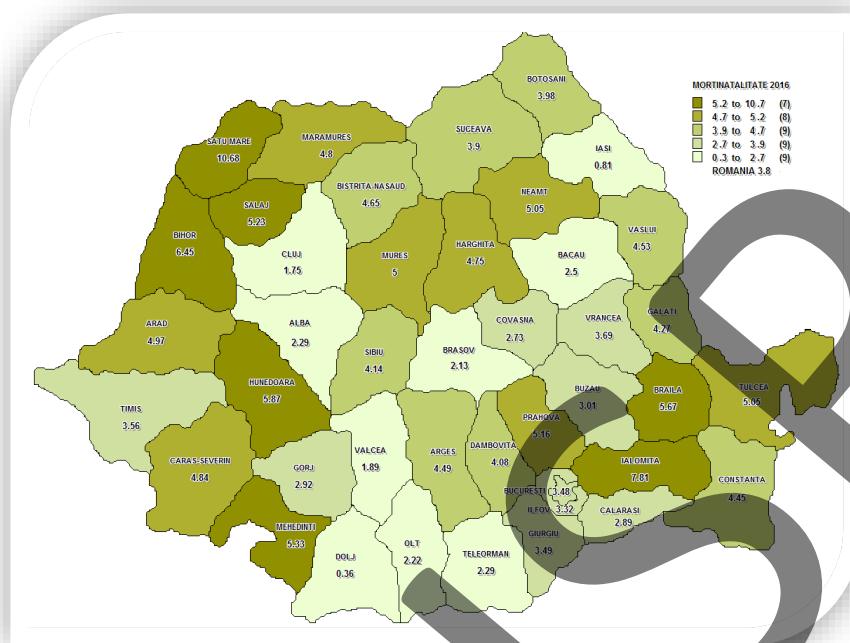 BOTOSANI
3.98
MORTINATALITATE 2016
5.2 to 10.7 (7)
4.7 to 5.2 (8)
3.9 to 4.7 (9)
2.7 to 3.9 (9)
0.3 to 2.7 (9)
ROMANIA 3.8
SATU MARE
10.68
MARAMURES
4.8
SUCEAVA
3.9
IASI
0.81
BISTRITA-NASAUD
4.65
NEAMT
5.05
SALAJ
5.23
VASLUI
4.53
BIHOR
6.45
CLUJ
1.75
MURES
5
HARGHITA
4.75
BACAU
2.5
ARAD
4.97
ALBA
2.29
COVASNA
2.73
VRANCEA
3.69
GALATI
4.27
SIBIU
4.14
BRASOV
2.13
HUNEDOARA
5.87
BUZAU
3.01
BRAILA
5.67
TULCEA
5.05
TIMIS
3.56
PRAHOVA
5.16
VALCEA
1.89
ARGES
4.49
DAMBOVITA
4.08
CARAS-SEVERIN
4.84
GORJ
2.92
IALOMITA
7.81
CONSTANTA
4.45
BUCURESTI
3.48
ILFOV
3.32
CALARASI
2.89
MEHEDINTI
5.33
GIURGIU
3.49
DOLJ
0.36
OLT
2.22
TELEORMAN
2.29